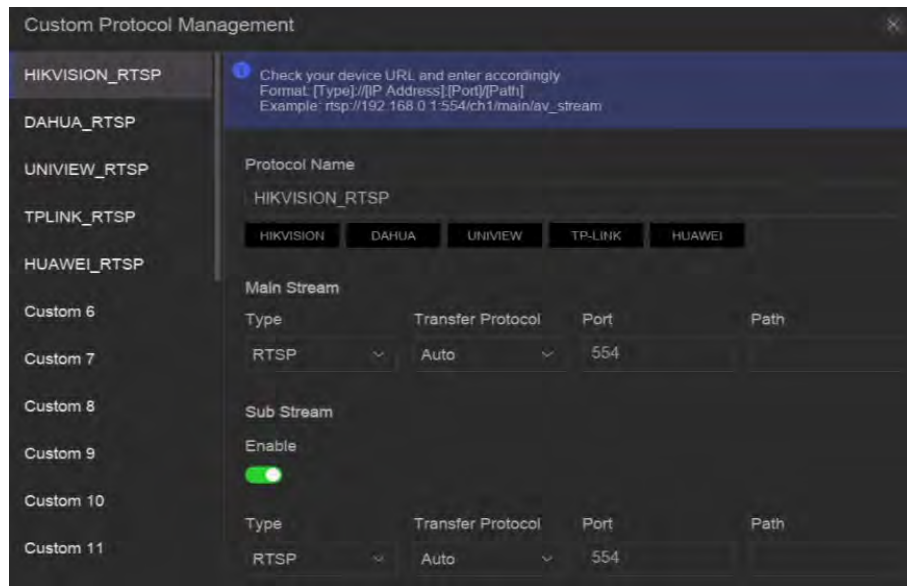 Custom Protocol Management
HIKVISION_RTSP
DAHUA_RTSP
UNIVIEW_RTSP
TPLINK_RTSP
HUAWEI_RTSP
Custom 6
Custom 7
Custom 8
Custom 9
Custom 10
Custom 11
Check your device URL and enter accordingly
Format: [Type]://[IP Address]:[Port]/[Path]
Example: rtsp://192.168.0.1:554/ch1/main/av_stream
Protocol Name
HIKVISION_RTSP
HIKVISION DAHUA UNIVIEW TP-LINK HUAWEI
Main Stream
Type Transfer Protocol Port Path
RTSP Auto 554
Sub Stream
Enable
Type Transfer Protocol Port Path
RTSP Auto 554